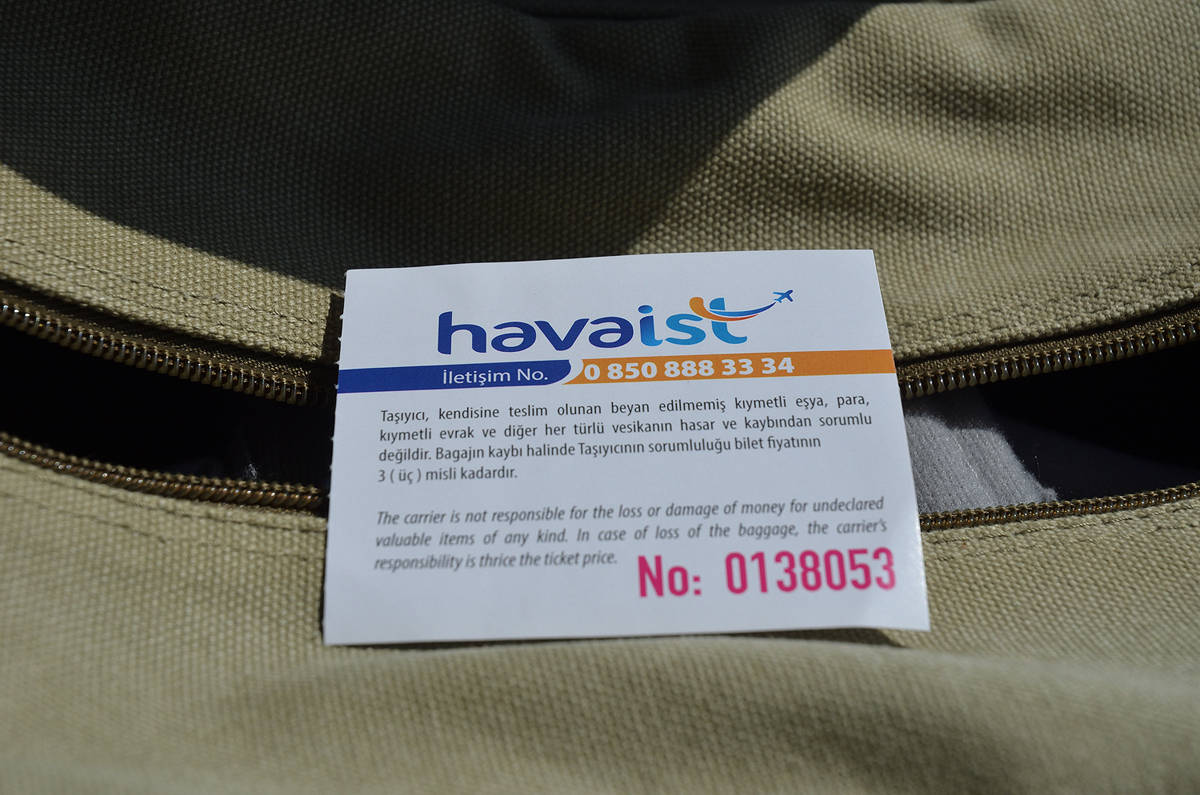 havaist
İletişim No. 0 850 888 33 34
Taşıyıcı, kendisine teslim olunan beyan edilmemiş kıymetli eşya, para,
kıymetli evrak ve diğer her türlü vesikanın hasar ve kaybından sorumlu
değildir. Bagajın kaybı halinde Taşıyıcının sorumluluğu bilet fiyatının
3 ( üç ) misli kadardır.
The carrier is not responsible for the loss or damage of money for undeclared
valuable items of any kind. In case of loss of the baggage, the carrier's
responsibility is thrice the ticket price.
No: 0138053